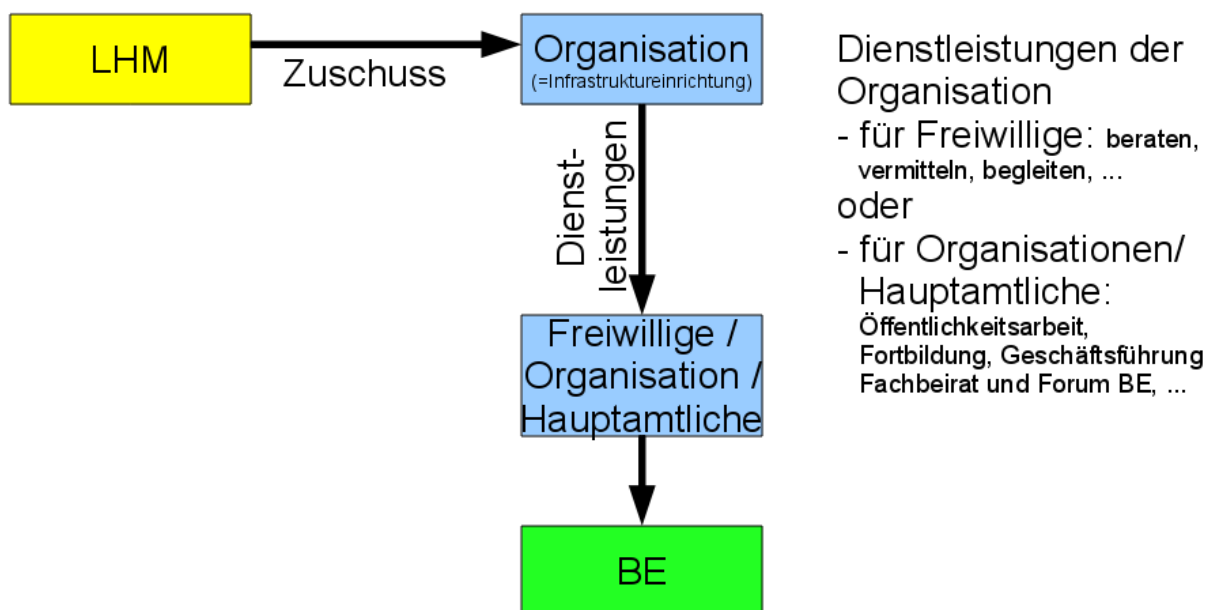 LHM
Zuschuss
Organisation
(=Infrastruktureinrichtung)
Dienst-
leistungen
Freiwillige /
Organisation /
Hauptamtliche
BE
Dienstleistungen der
Organisation
- für Freiwillige: beraten,
vermitteln, begleiten, ...
oder
- für Organisationen/
Hauptamtliche:
Öffentlichkeitsarbeit,
Fortbildung, Geschäftsführung
Fachbeirat und Forum BE, ...